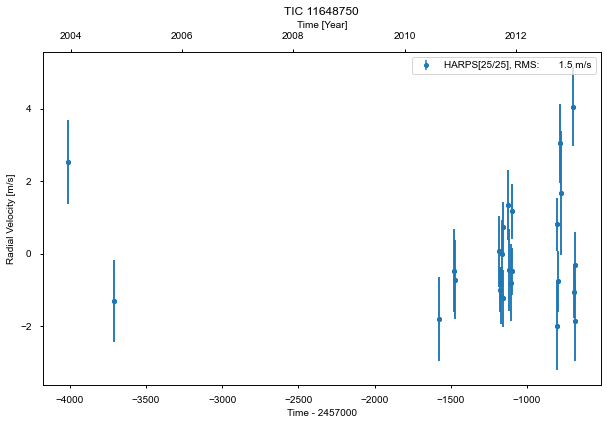 TIC 11648750
Time [Year]
2004 2006 2008 2010 2012
HARPS[25/25], RMS: 1.5 m/s
Radial Velocity [m/s]
4
2
0
−2
−4000 −3500 −3000 −2500 −2000 −1500 −1000
Time - 2457000